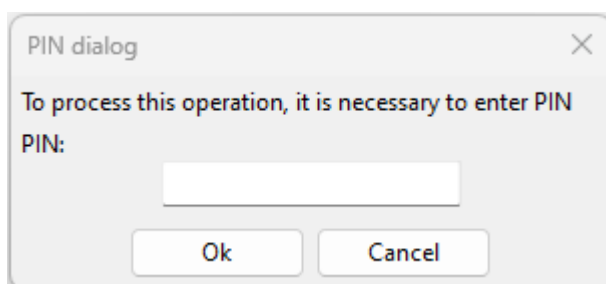 PIN dialog
To process this operation, it is necessary to enter PIN
PIN:
Ok
Cancel